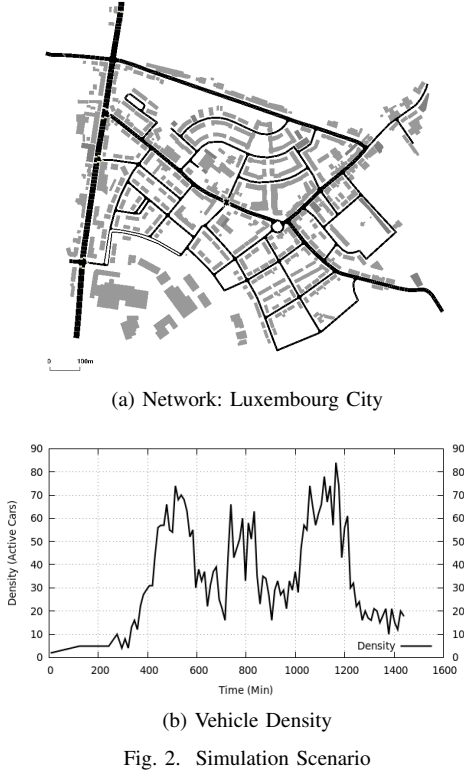 0 100m
(a) Network: Luxembourg City
90 90
80 80
70 70
60 60
50 50
40 40
30 30
20 20
10 10
0 0
0 200 400 600 800 1000 1200 1400 1600
Density (Active Cars)
Density
Time (Min)
(b) Vehicle Density
Fig. 2. Simulation Scenario